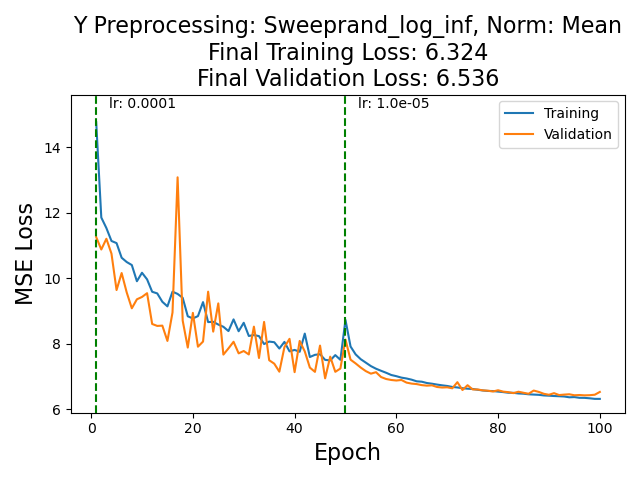 Y Preprocessing: Sweeprand_log_inf, Norm: Mean
Final Training Loss: 6.324
Final Validation Loss: 6.536
lr: 0.0001
lr: 1.0e-05
Training
Validation
14
12
10
8
6
MSE Loss
0
20
40
60
80
100
Epoch